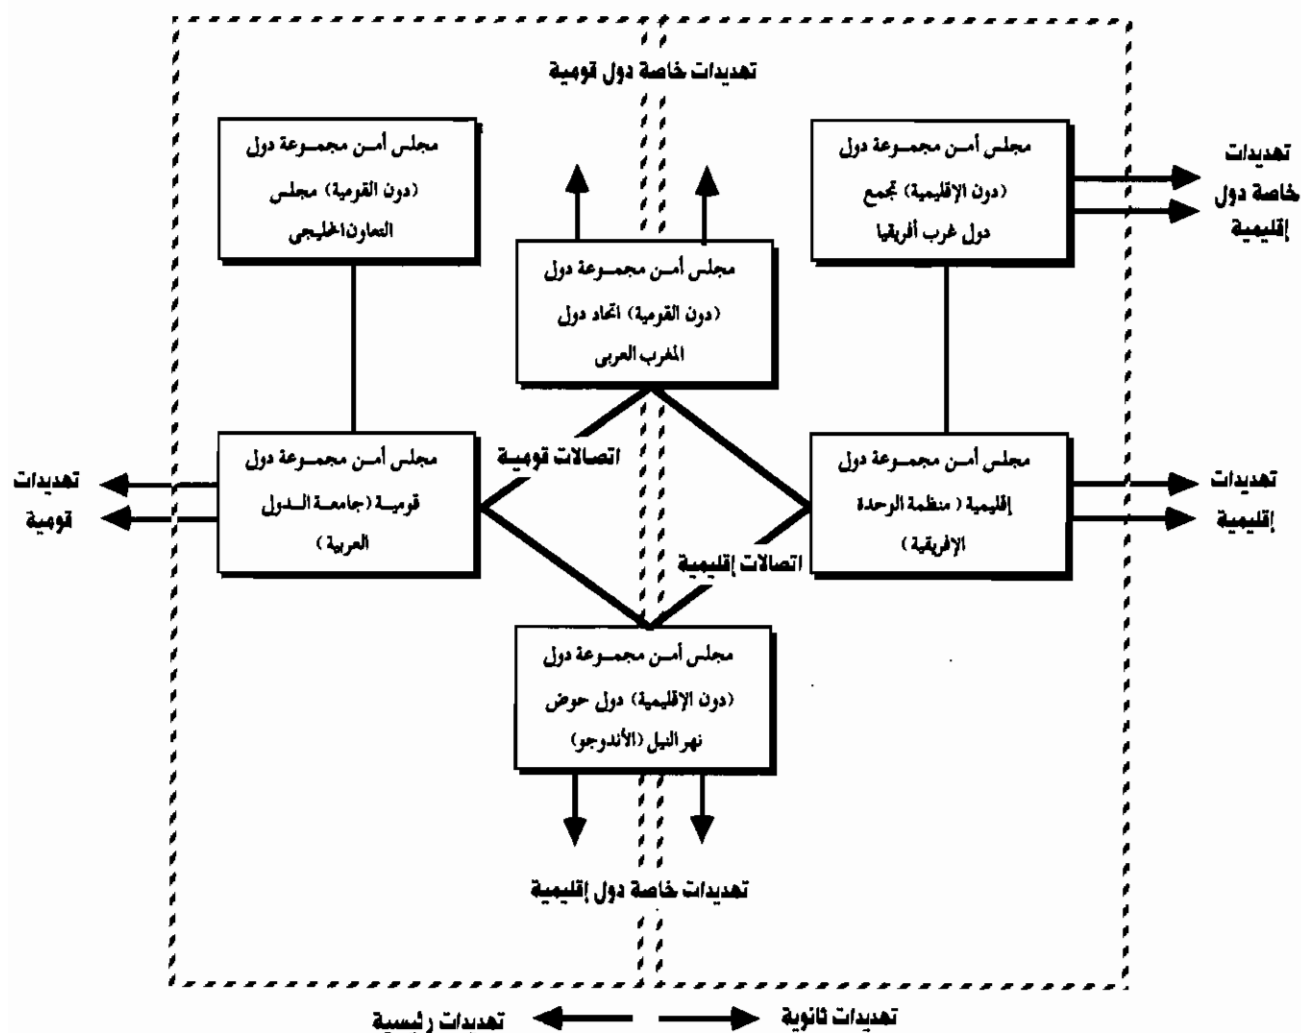 تهديدات خاصة دول قومية
مجلس أمن مجموعة دول
(دون الإقليمية) تجمع
دول غرب أفريقيا
تهديدات
خاصة دول
إقليمية
مجلس أمن مجموعة دول
(دون القومية) مجلس
التعاون الخليجى
مجلس أمن مجموعة دول
(دون القومية) اتحاد دول
المغرب العربى
مجلس أمن مجموعة دول
إقليمية (منظمة الوحدة
الإفريقية)
تهديدات
إقليمية
اتصالات قومية
مجلس أمن مجموعة دول
قومية (جامعة الدول
العربية)
تهديدات
قومية
اتصالات إقليمية
مجلس أمن مجموعة دول
(دون الإقليمية) دول حوض
نهر النيل (الأندوجو)
تهديدات خاصة دول إقليمية
تهديدات ثانوية
تهديدات رئيسية